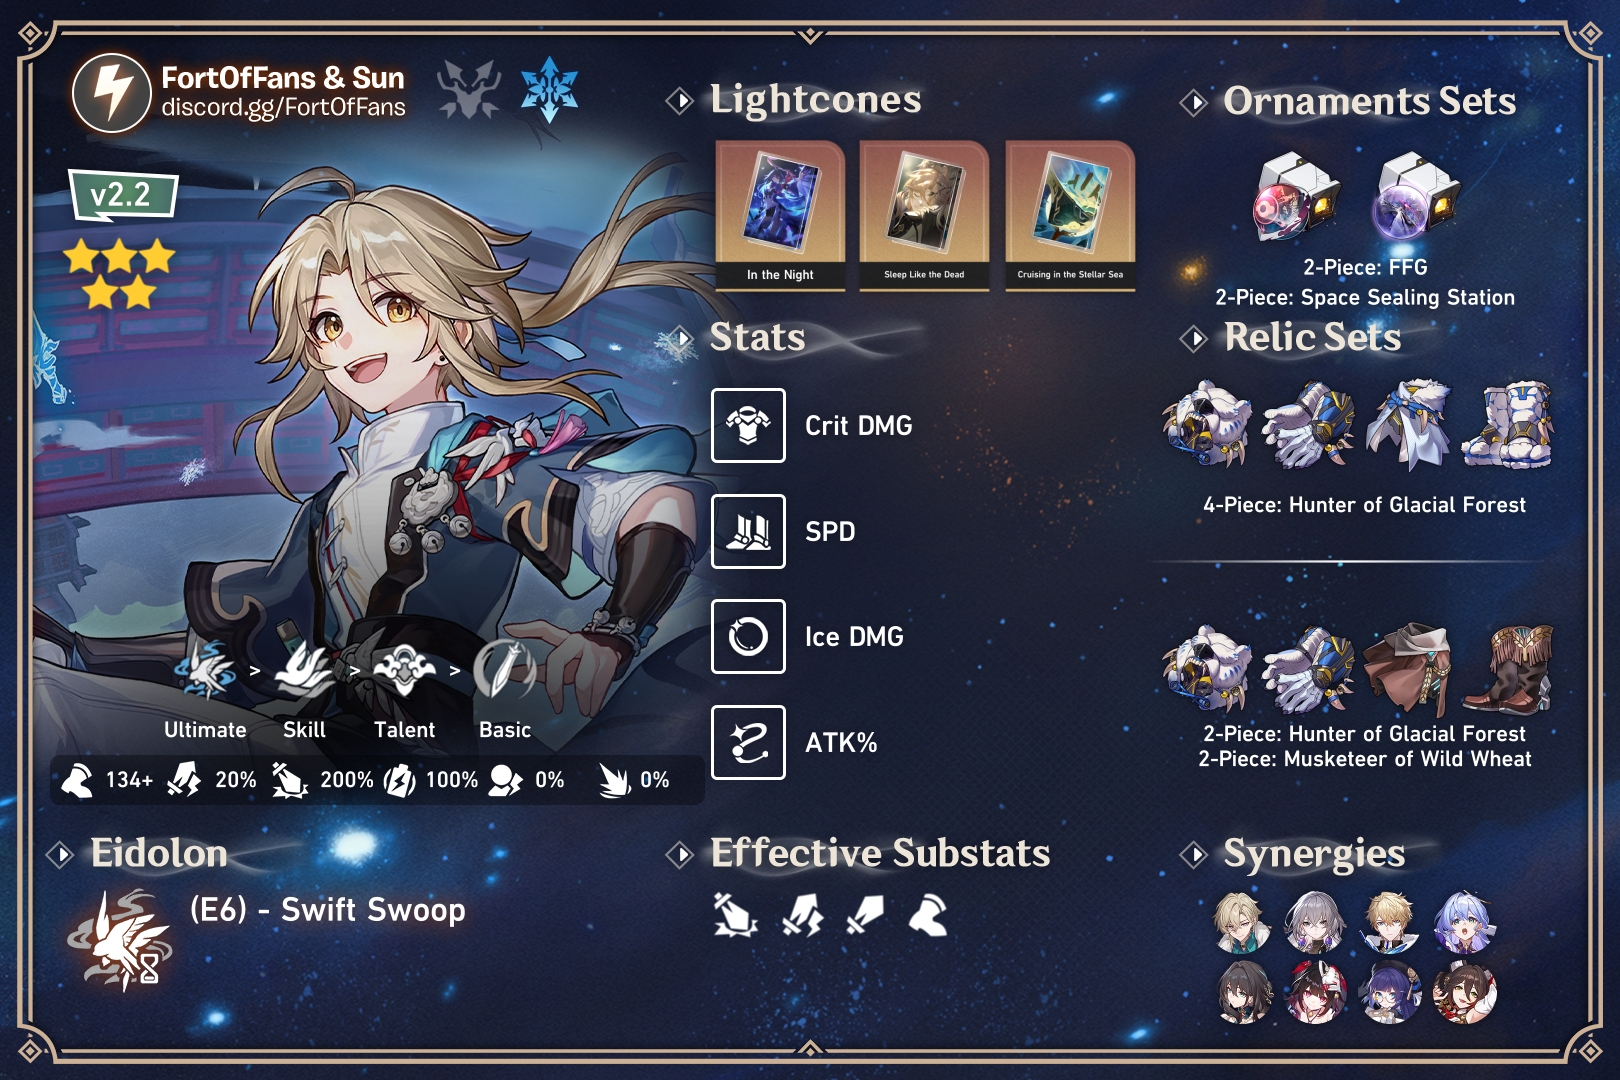 FortOfFans & Sun
discord.gg/FortOfFans
v2.2
Ultimate > Skill > Talent > Basic
134+ 20% 200% 100% 0% 0%
Eidolon
(E6) - Swift Swoop
Lightcones
In the Night
Sleep Like the Dead
Cruising in the Stellar Sea
Stats
Crit DMG
SPD
Ice DMG
ATK%
Effective Substats
Ornaments Sets
2-Piece: FFG
2-Piece: Space Sealing Station
Relic Sets
4-Piece: Hunter of Glacial Forest
2-Piece: Hunter of Glacial Forest
2-Piece: Musketeer of Wild Wheat
Synergies